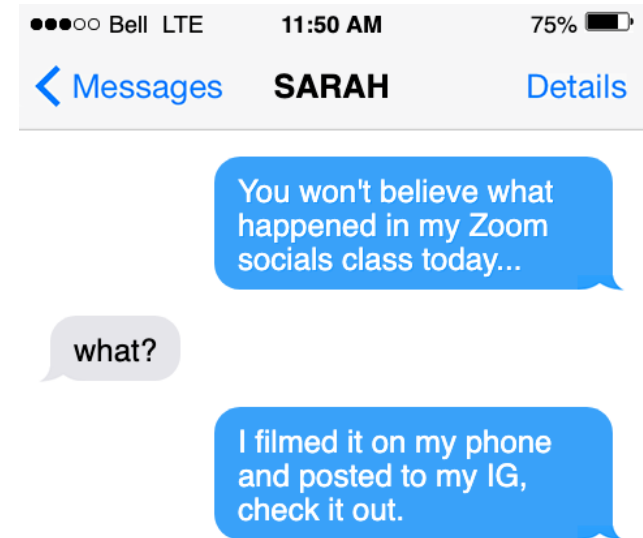 Bell LTE 11:50 AM 75%
Messages SARAH Details
You won't believe what
happened in my Zoom
socials class today...
what?
I filmed it on my phone
and posted to my IG,
check it out.